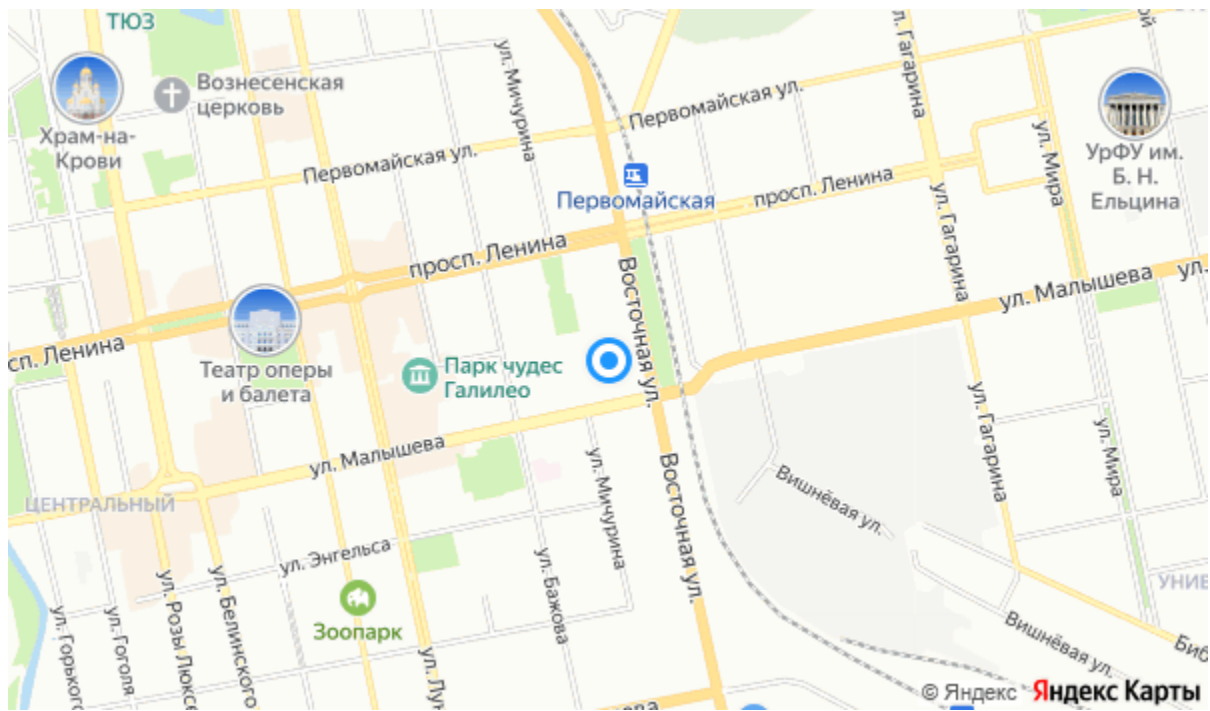 ТЮЗ
Вознесенская
церковь
Храм-на-
Крови
ул. Мичурина
Первомайская ул.
Первомайская ул.
ул. Гагарина
ул. Мира
УрФУ им.
Б. Н.
Ельцина
Первомайская
просп. Ленина
просп. Ленина
ул. Гагарина
Восточная ул.
ул. Малышева
ул.
сп. Ленина
Театр оперы
и балета
Парк чудес
Галилео
ул. Малышева
ЦЕНТРАЛЬНЫЙ
ул. Мичурина
Восточная ул.
Вишнёвая ул.
ул. Гагарина
ул. Мира
ул. Энгельса
ул. Бажова
Зоопарк
УНИВ
ул. Горького
ул. Гоголя
ул. Розы Люксе
ул. Белинского
ул. Лун
Вишнёвая ул.
Биб
ева
© Яндекс Яндекс Карты